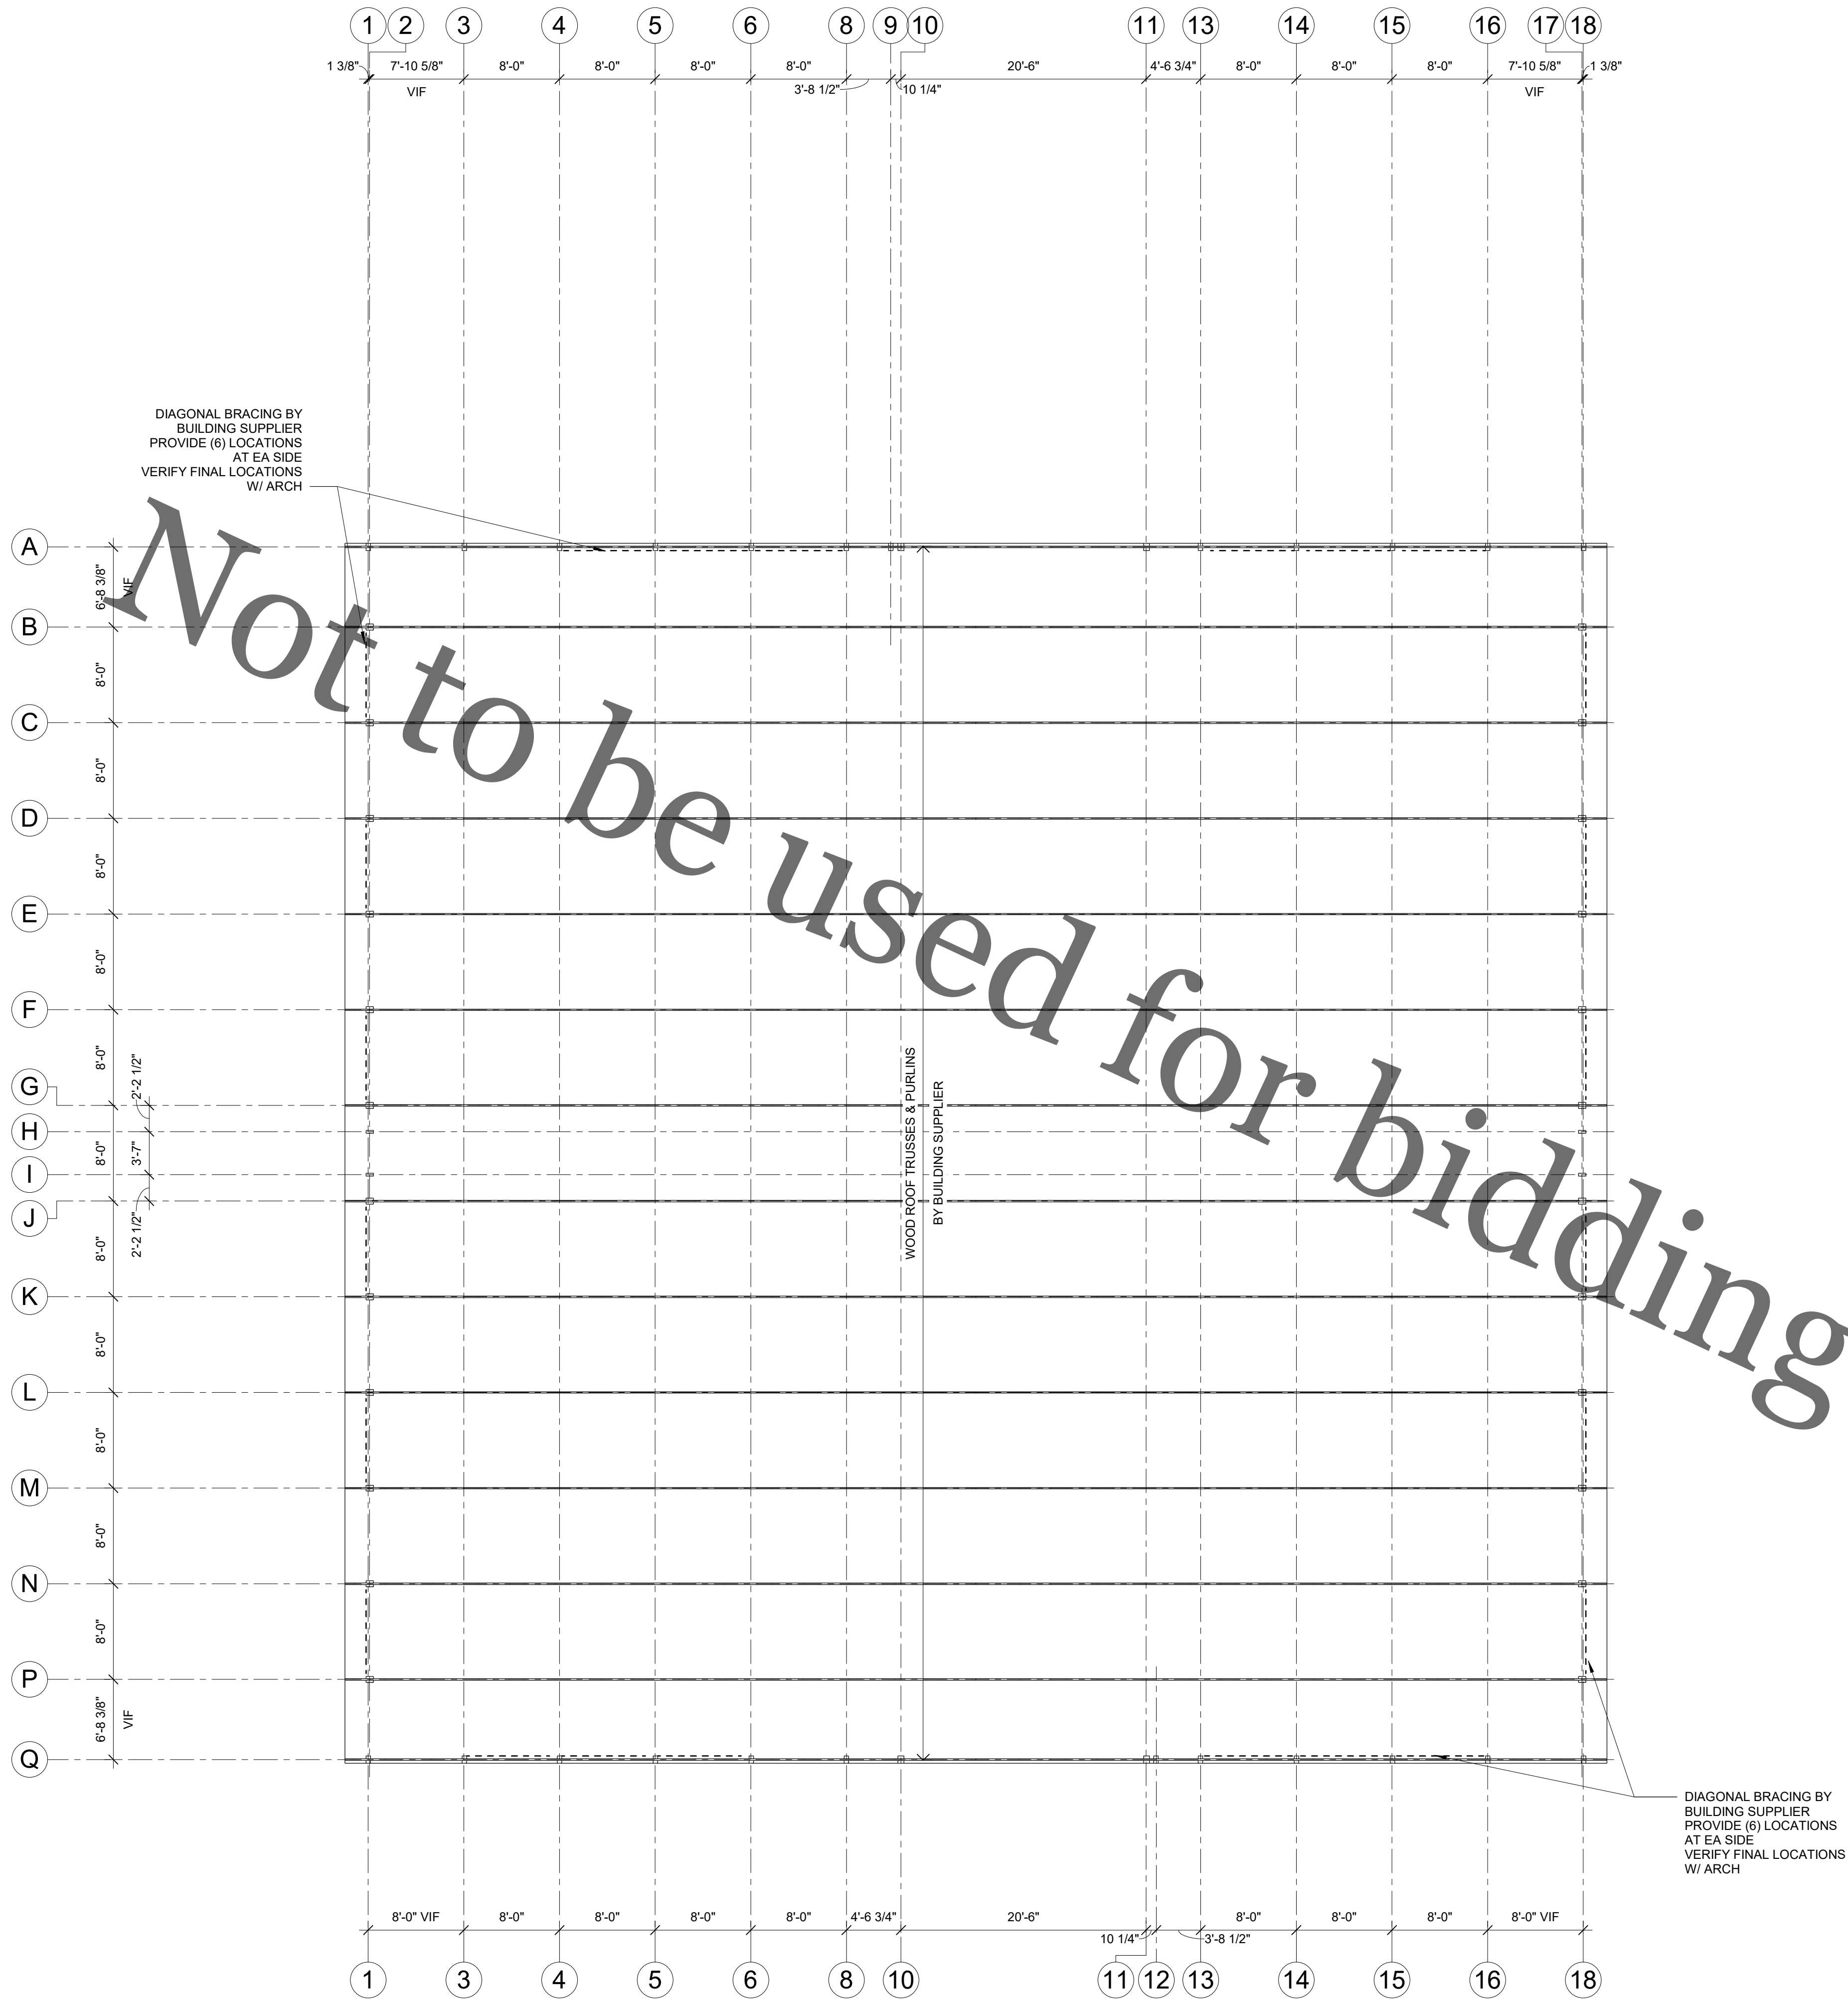 1 2 3 4 5 6 8 9 10 11 13 14 15 16 17 18
1 3/8" 7'-10 5/8" 8'-0" 8'-0" 8'-0" 8'-0" 20'-6" 4'-6 3/4" 8'-0" 8'-0" 8'-0" 7'-10 5/8" 1 3/8"
VIF 3'-8 1/2" 10 1/4" VIF
DIAGONAL BRACING BY
BUILDING SUPPLIER
PROVIDE (6) LOCATIONS
AT EA SIDE
VERIFY FINAL LOCATIONS
W/ ARCH
A
6'-8 3/8"
VIF
B
8'-0"
C
8'-0"
D
8'-0"
E
8'-0"
F
8'-0"
G
2'-2 1/2"
H
8'-0"
3'-7"
I
J
2'-2 1/2"
8'-0"
K
8'-0"
L
8'-0"
M
8'-0"
N
8'-0"
P
6'-8 3/8"
VIF
Q
WOOD ROOF TRUSSES & PURLINS
BY BUILDING SUPPLIER
Not to be used for bidding
DIAGONAL BRACING BY
BUILDING SUPPLIER
PROVIDE (6) LOCATIONS
AT EA SIDE
VERIFY FINAL LOCATIONS
W/ ARCH
8'-0" VIF 8'-0" 8'-0" 8'-0" 8'-0" 4'-6 3/4" 20'-6" 8'-0" 8'-0" 8'-0" 8'-0" VIF
10 1/4" 3'-8 1/2"
1 3 4 5 6 8 10 11 12 13 14 15 16 18